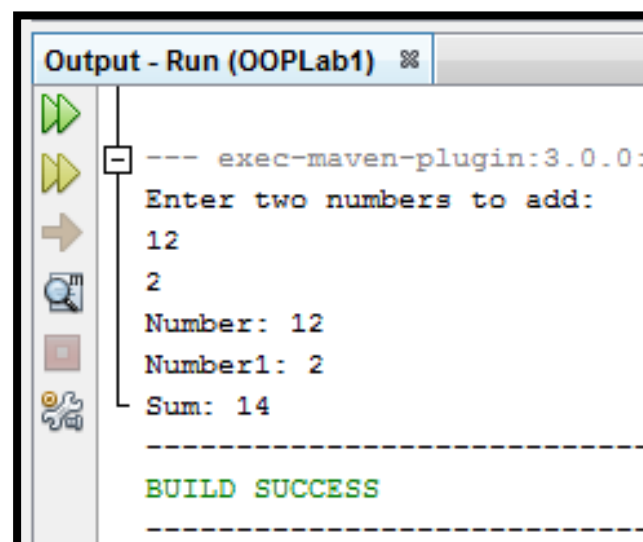 Output - Run (OOPLab1)
--- exec-maven-plugin:3.0.0:
Enter two numbers to add:
12
2
Number: 12
Number1: 2
Sum: 14
------------------------------
BUILD SUCCESS
------------------------------